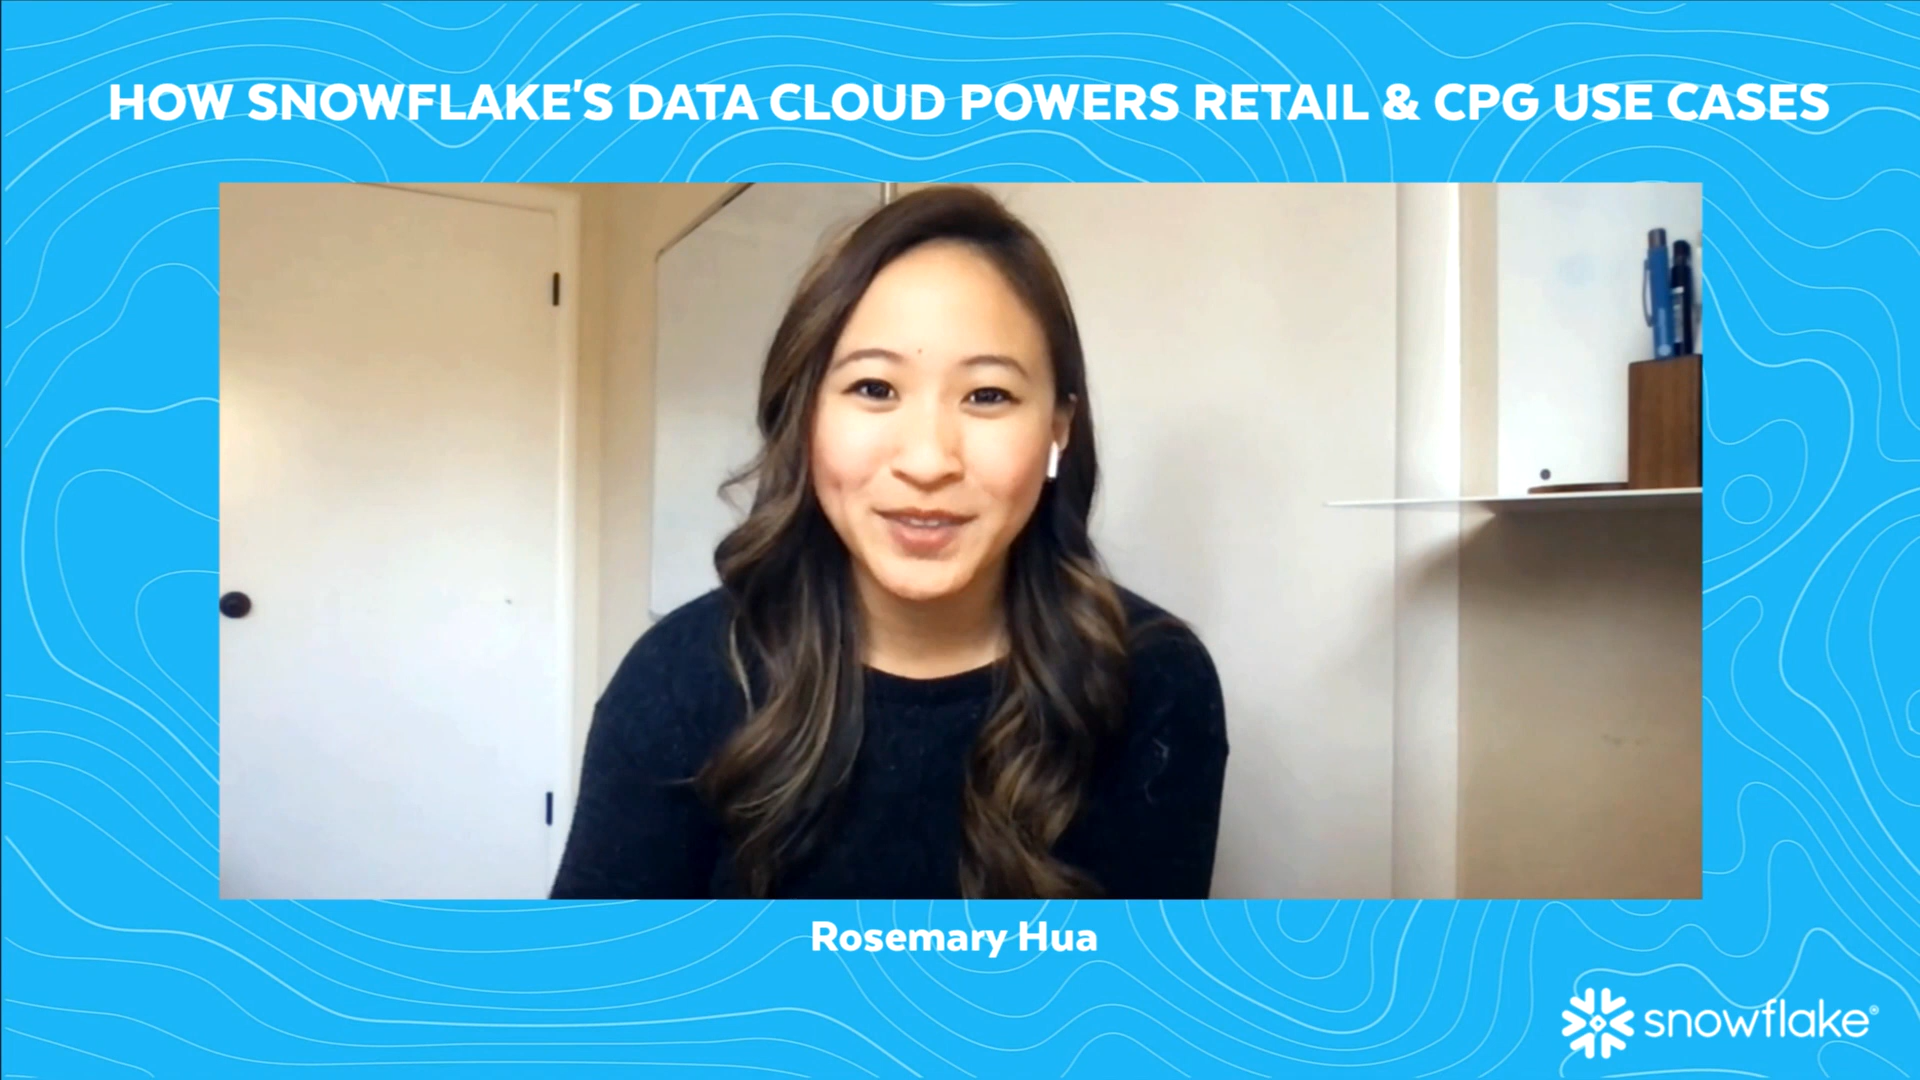 HOW SNOWFLAKE'S DATA CLOUD POWERS RETAIL & CPG USE CASES
Rosemary Hua
snowflake®